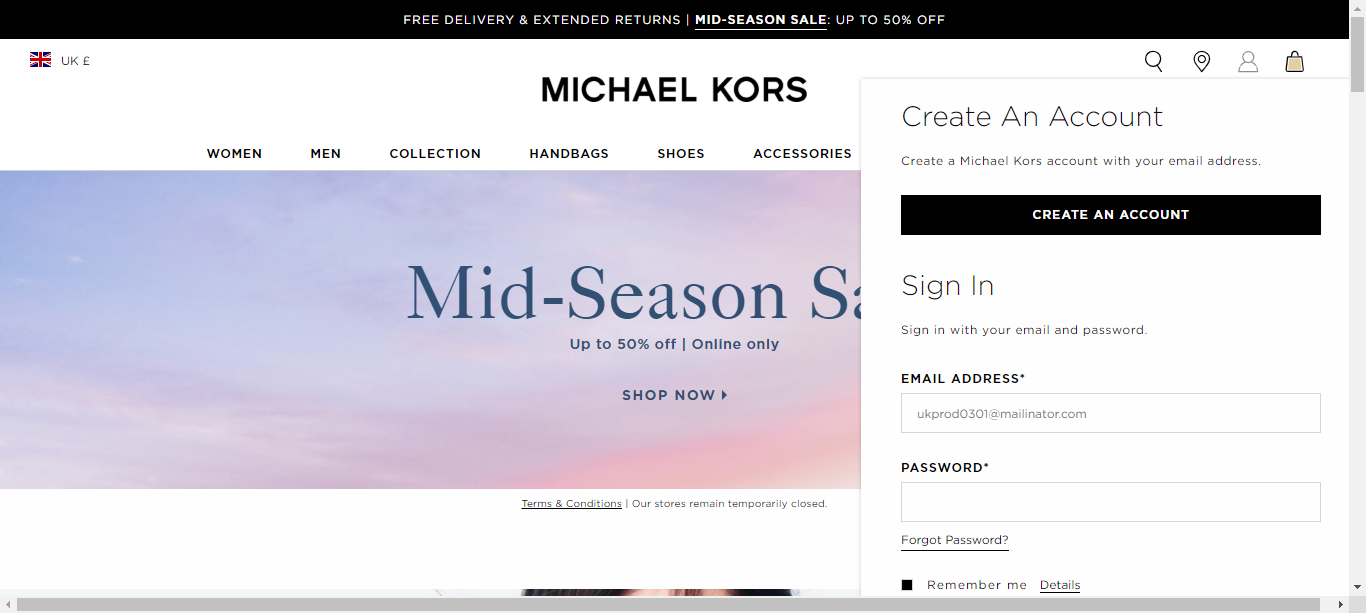 FREE DELIVERY & EXTENDED RETURNS | MID-SEASON SALE: UP TO 50% OFF
UK £
MICHAEL KORS
WOMEN MEN COLLECTION HANDBAGS SHOES ACCESSORIES
Mid-Season Sa
Up to 50% off | Online only
SHOP NOW
Terms & Conditions | Our stores remain temporarily closed.
Create An Account
Create a Michael Kors account with your email address.
CREATE AN ACCOUNT
Sign In
Sign in with your email and password.
EMAIL ADDRESS*
ukprod0301@mailinator.com
PASSWORD*
Forgot Password?
Remember me Details